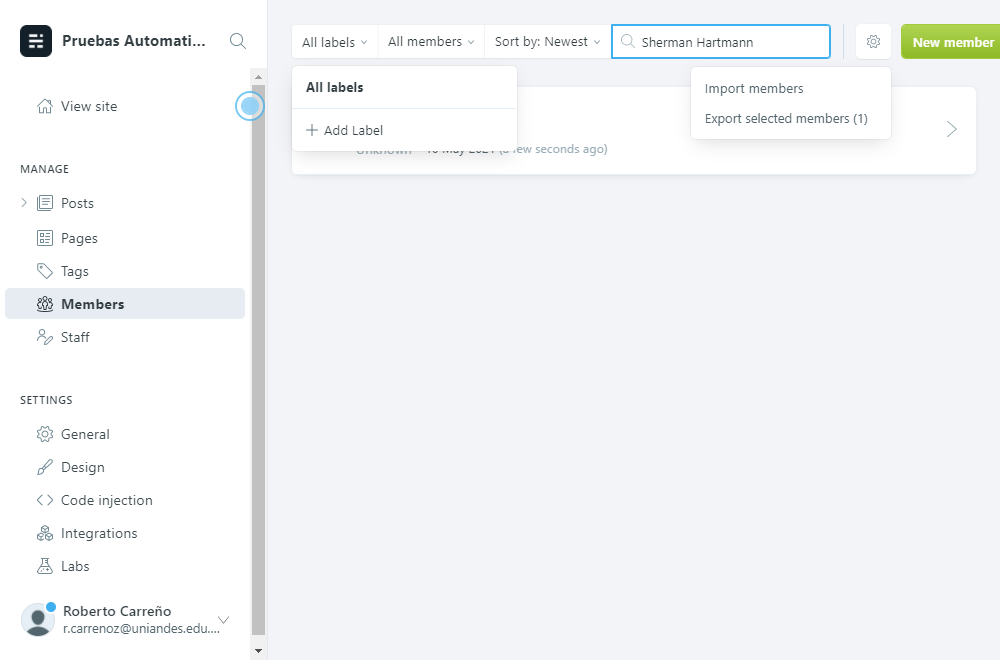 Pruebas Automati...
View site
MANAGE
Posts
Pages
Tags
Members
Staff
SETTINGS
General
Design
Code injection
Integrations
Labs
Roberto Carreño
r.carrenoz@uniandes.edu....
All labels
All members
Sort by: Newest
Sherman Hartmann
New member
All labels
Add Label
Import members
Export selected members (1)
Unknown 10 May 2021 (a few seconds ago)